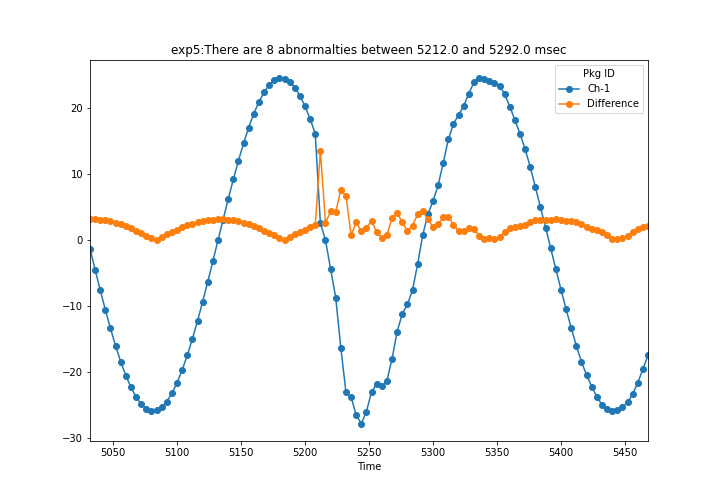 exp5:There are 8 abnormalties between 5212.0 and 5292.0 msec
Pkg ID
Ch-1
Difference
20
10
0
−10
−20
−30
5050 5100 5150 5200 5250 5300 5350 5400 5450
Time